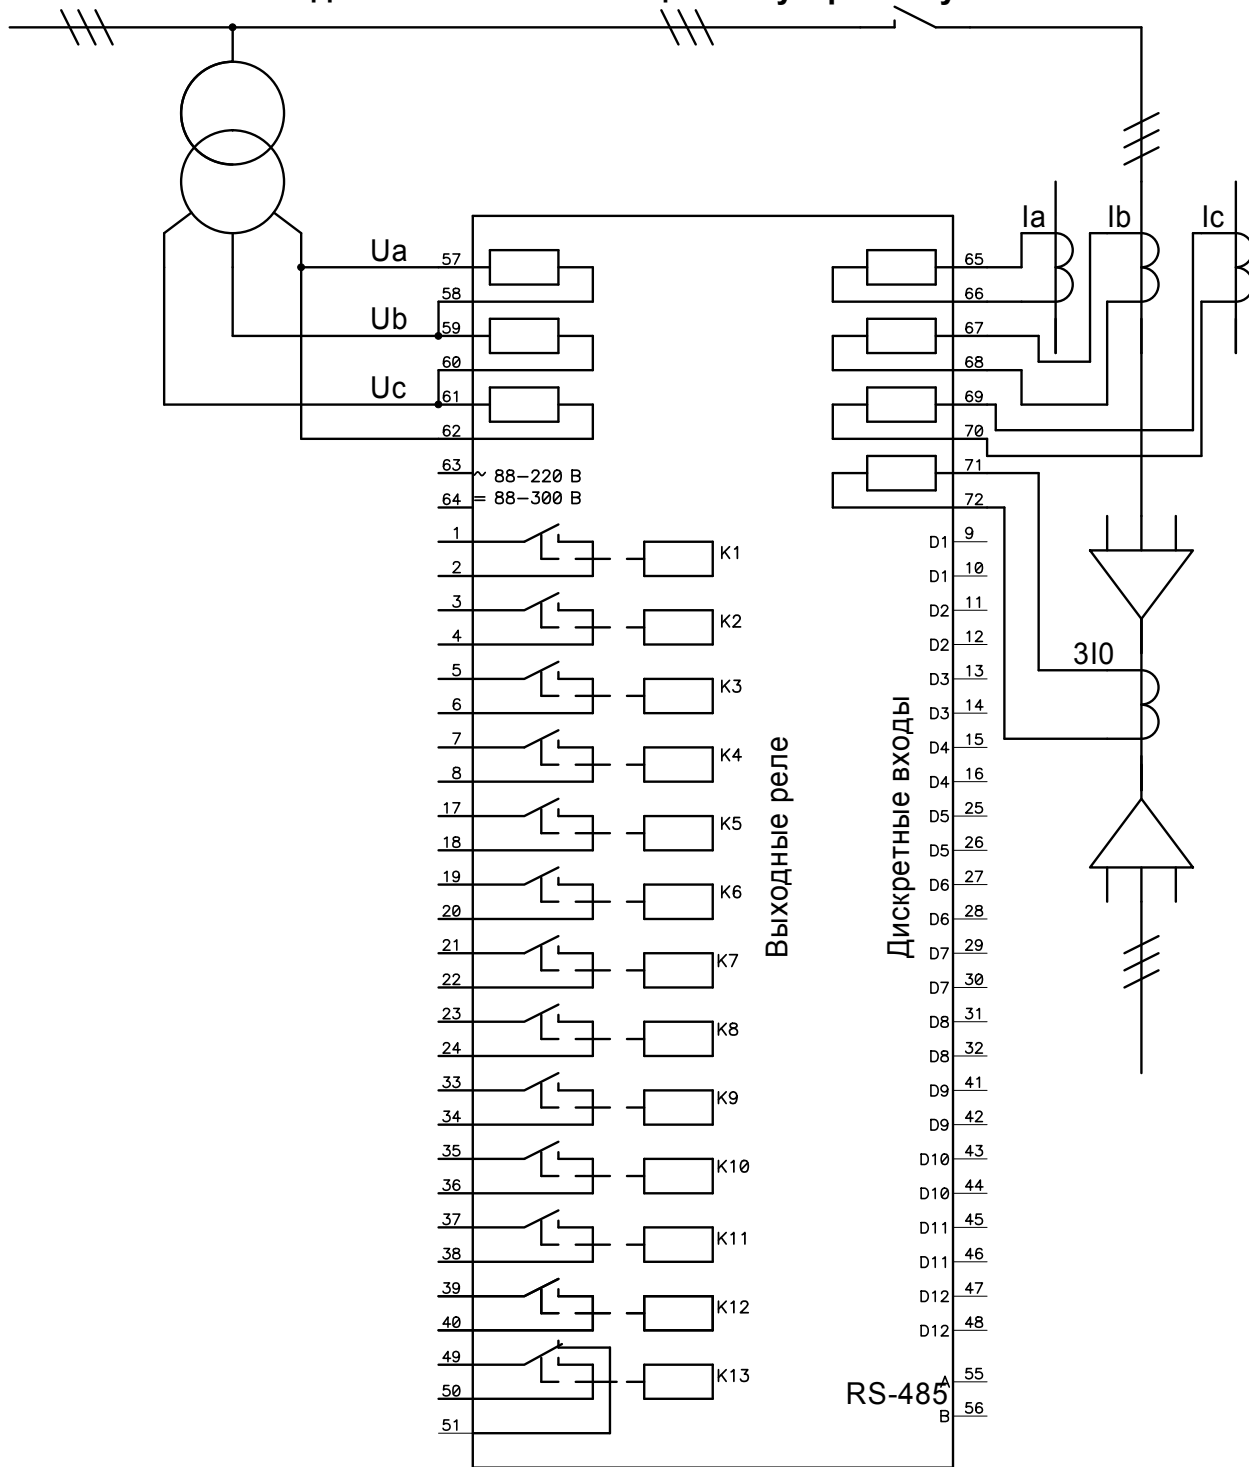 Ia Ib Ic
Ua 57 65
58 66
Ub 59 67
60 68
Uc 61 69
62 70
63 ~ 88-220 В 71
64 = 88-300 В 72
1 K1 D1 9
2 D1 10
3 K2 D2 11
4 D2 12
3I0
5 K3 D3 13
6 D3 14
7 K4 D4 15
8 D4 16
17 K5 D5 25
18 D5 26
19 K6 D6 27
20 D6 28
21 K7 D7 29
22 D7 30
23 K8 D8 31
24 D8 32
33 K9 D9 41
34 D9 42
35 K10 D10 43
36 D10 44
37 K11 D11 45
38 D11 46
39 K12 D12 47
40 D12 48
49 K13 A 55
50 RS-485 B 56
51
Выходные реле
Дискретные входы